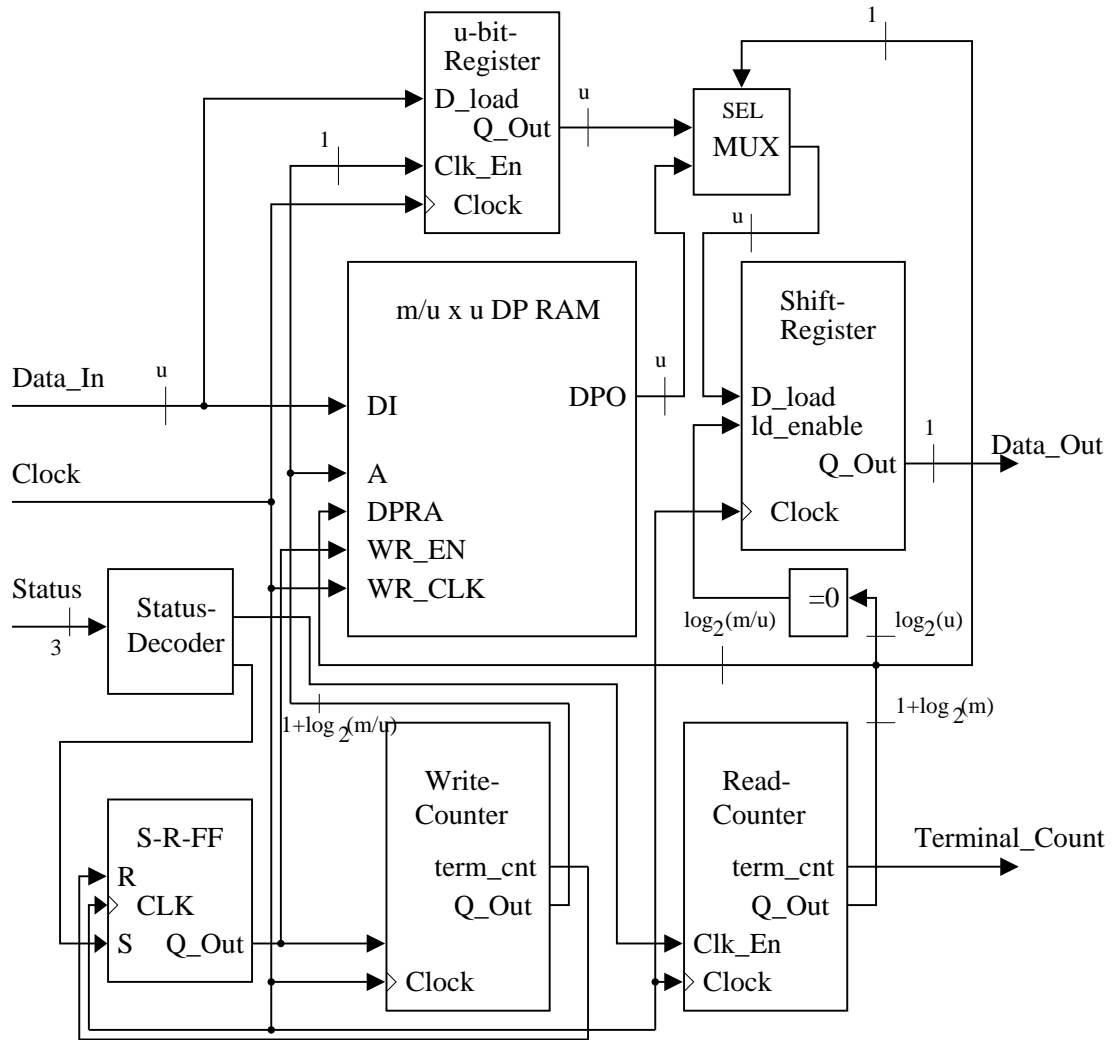 1
u-bit-
Register
D_load
Q_Out
Clk_En
Clock
u
1
SEL
MUX
u
m/u x u DP RAM
DI
A
DPRA
WR_EN
WR_CLK
DPO
u
Shift-
Register
D_load
ld_enable
Q_Out
Clock
1
Data_Out
Data_In
u
Clock
Status
3
Status-
Decoder
=0
log2(m/u)
log2(u)
1+log2(m/u)
1+log2(m)
S-R-FF
R
CLK
S
Q_Out
Write-
Counter
term_cnt
Q_Out
Clock
Read-
Counter
term_cnt
Q_Out
Clk_En
Clock
Terminal_Count